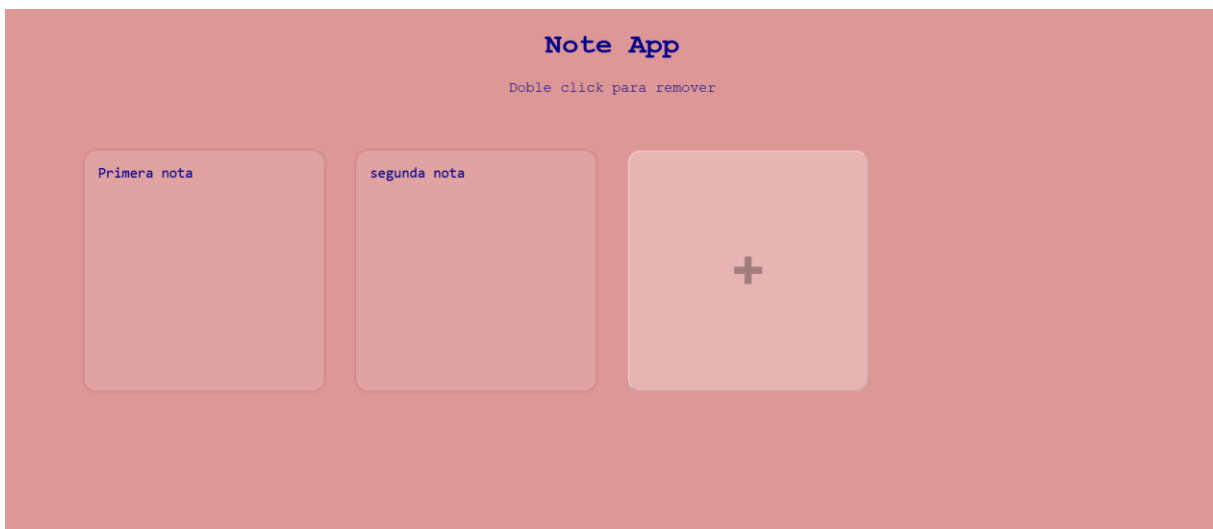 Note App
Doble click para remover
Primera nota
segunda nota
+